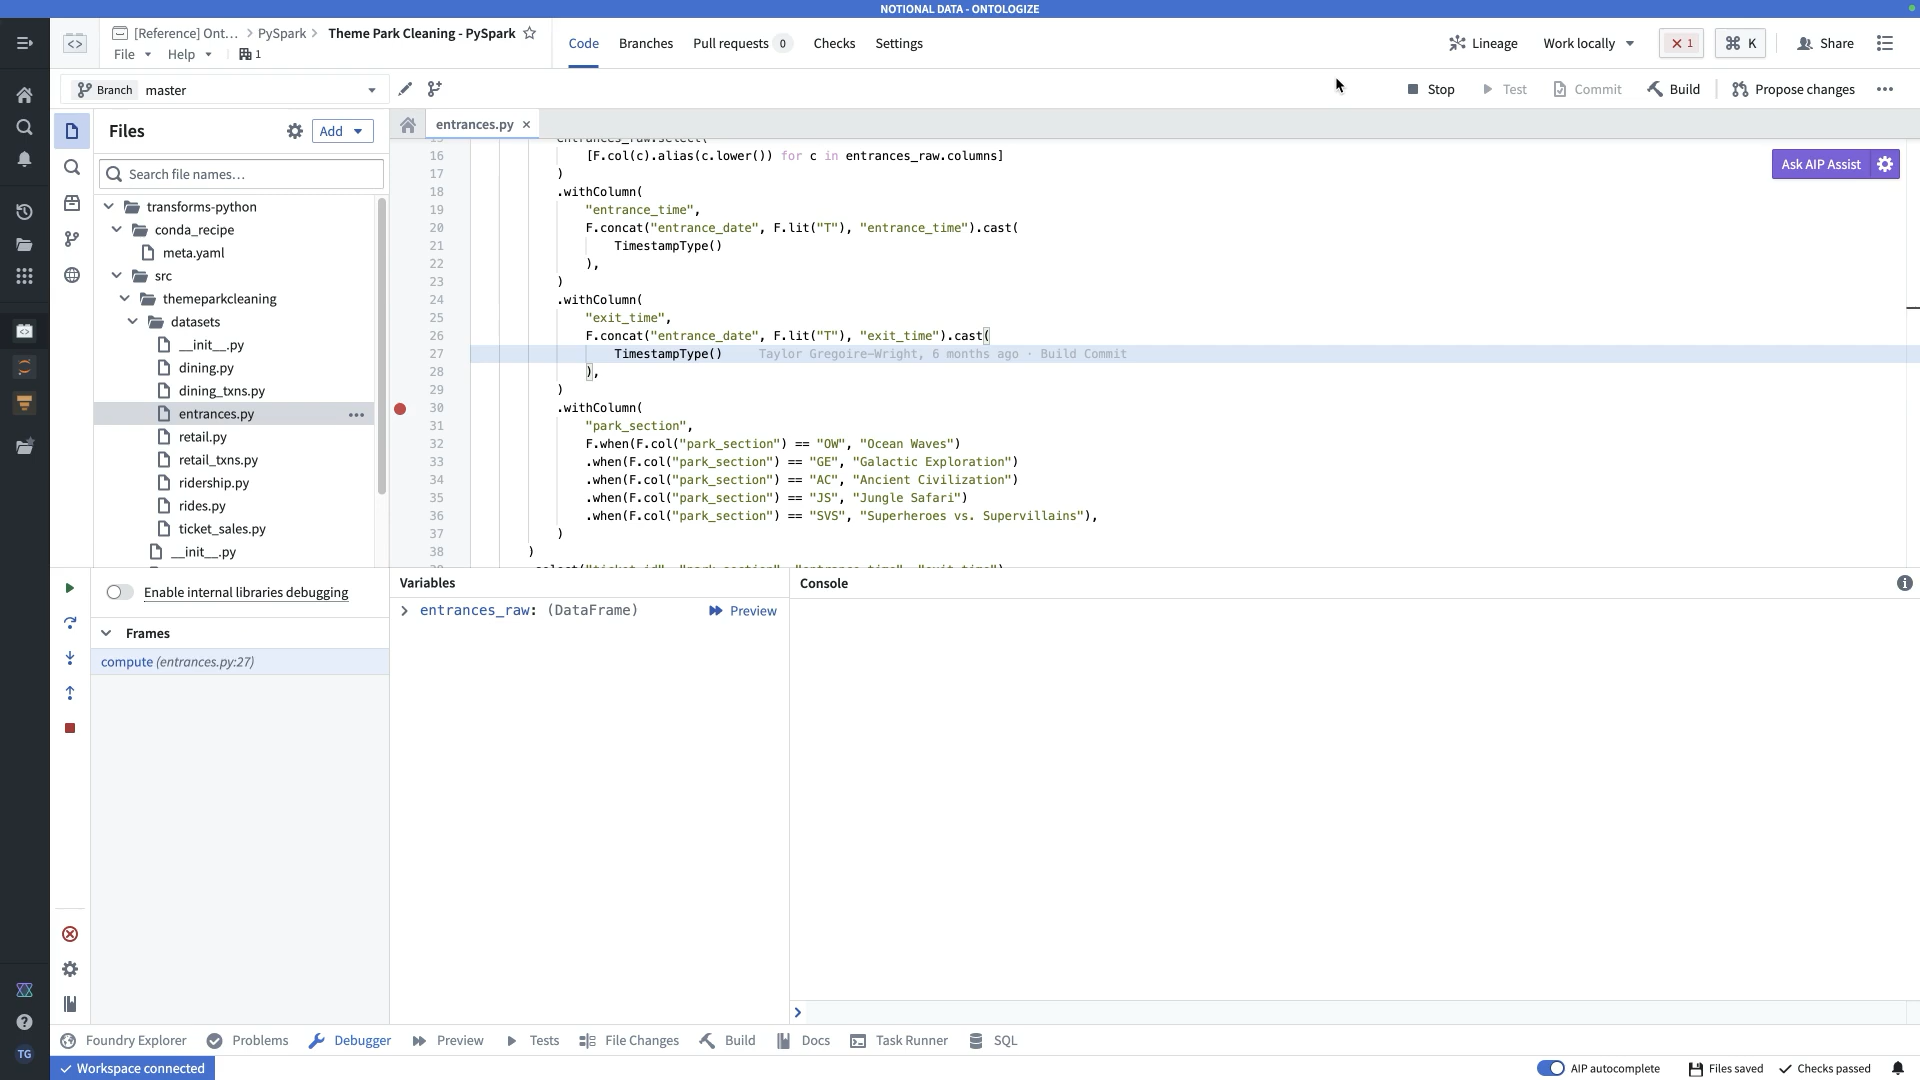 NOTIONAL DATA - ONTOLOGIZE
[Reference] Ont... > PySpark > Theme Park Cleaning - PySpark
File Help 1
Code Branches Pull requests 0 Checks Settings
Lineage Work locally × 1 ⌘ K Share
Branch master
Stop Test Commit Build Propose changes
Files
Add
Search file names...
transforms-python
conda_recipe
meta.yaml
src
themeparkcleaning
datasets
__init__.py
dining.py
dining_txns.py
entrances.py
retail.py
retail_txns.py
ridership.py
rides.py
ticket_sales.py
__init__.py
entrances.py ×
Ask AIP Assist
15 entrances_raw.select(
16 [F.col(c).alias(c.lower()) for c in entrances_raw.columns]
17 )
18 .withColumn(
19 "entrance_time",
20 F.concat("entrance_date", F.lit("T"), "entrance_time").cast(
21 TimestampType()
22 ),
23 )
24 .withColumn(
25 "exit_time",
26 F.concat("entrance_date", F.lit("T"), "exit_time").cast(
27 TimestampType() Taylor Gregoire-Wright, 6 months ago · Build Commit
28 ),
29 )
30 .withColumn(
31 "park_section",
32 F.when(F.col("park_section") == "OW", "Ocean Waves")
33 .when(F.col("park_section") == "GE", "Galactic Exploration")
34 .when(F.col("park_section") == "AC", "Ancient Civilization")
35 .when(F.col("park_section") == "JS", "Jungle Safari")
36 .when(F.col("park_section") == "SVS", "Superheroes vs. Supervillains"),
37 )
38 )
39 .select("ticket_id", "park_section", "entrance_time", "exit_time")
Enable internal libraries debugging
Frames
compute (entrances.py:27)
Variables
entrances_raw: (DataFrame) Preview
Console
>
Foundry Explorer Problems Debugger Preview Tests File Changes Build Docs Task Runner SQL
TG
Workspace connected
AIP autocomplete Files saved Checks passed